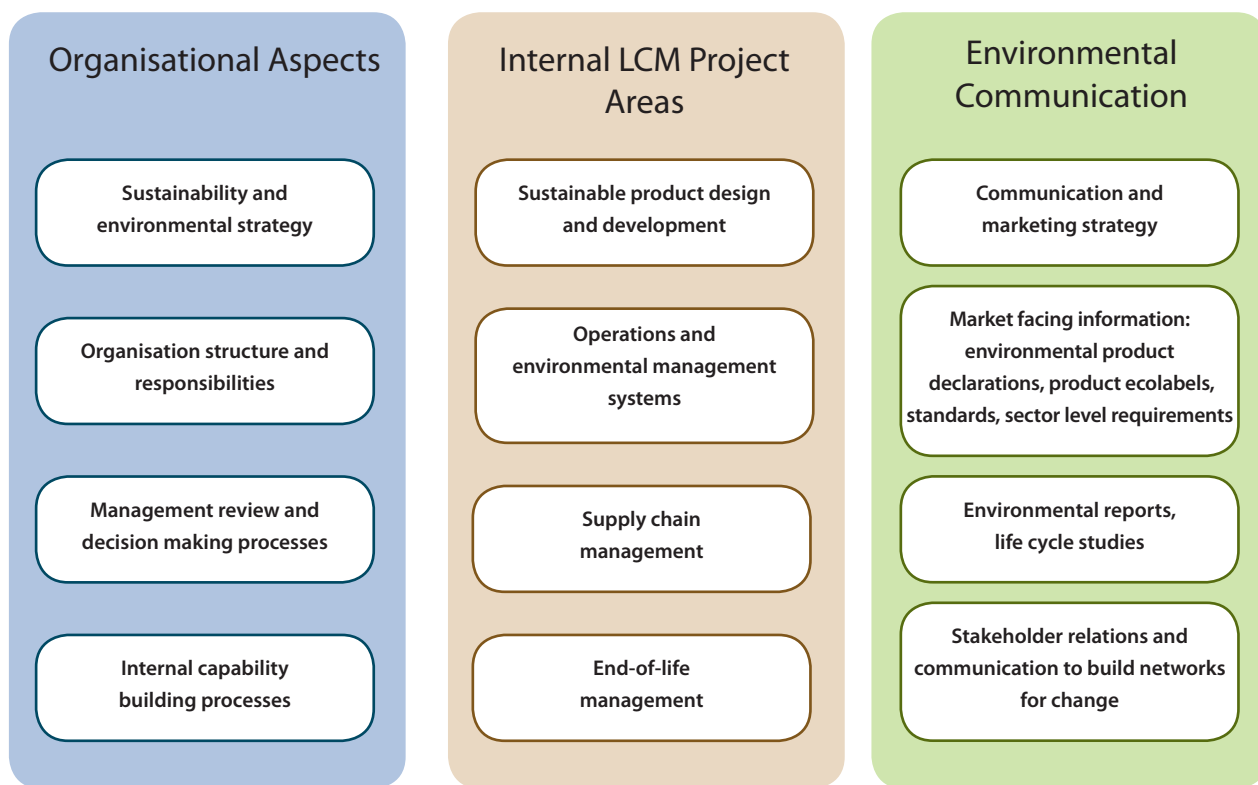 Organisational Aspects
Sustainability and
environmental strategy
Organisation structure and
responsibilities
Management review and
decision making processes
Internal capability
building processes
Internal LCM Project
Areas
Sustainable product design
and development
Operations and
environmental management
systems
Supply chain
management
End-of-life
management
Environmental
Communication
Communication and
marketing strategy
Market facing information:
environmental product
declarations, product ecolabels,
standards, sector level requirements
Environmental reports,
life cycle studies
Stakeholder relations and
communication to build networks
for change